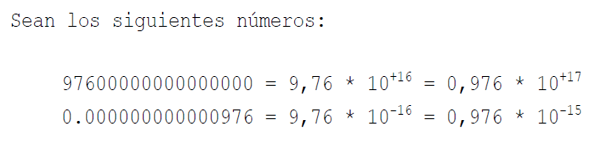 Sean los siguientes números:
97600000000000000 = 9,76 * 10⁺¹⁶ = 0,976 * 10⁺¹⁷
0.000000000000976 = 9,76 * 10⁻¹⁶ = 0,976 * 10⁻¹⁵